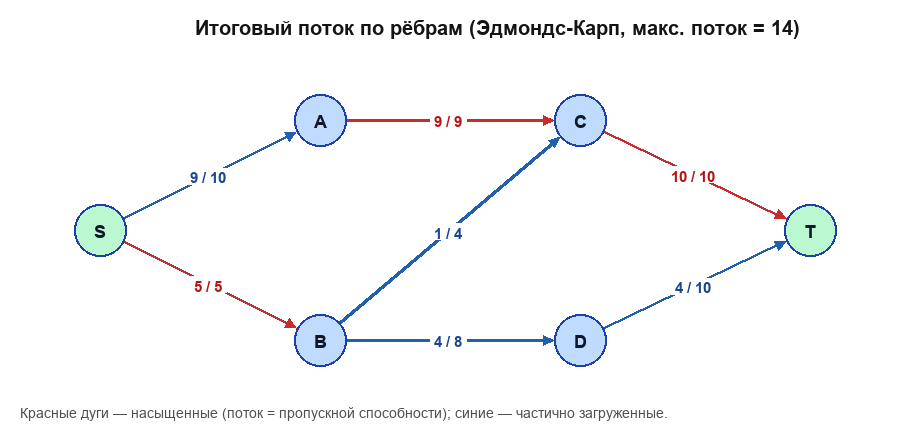 Итоговый поток по рёбрам (Эдмондс-Карп, макс. поток = 14)
A
9 / 9
C
9 / 10
10 / 10
S
1 / 4
T
5 / 5
4 / 10
B
4 / 8
D
Красные дуги — насыщенные (поток = пропускной способности); синие — частично загруженные.